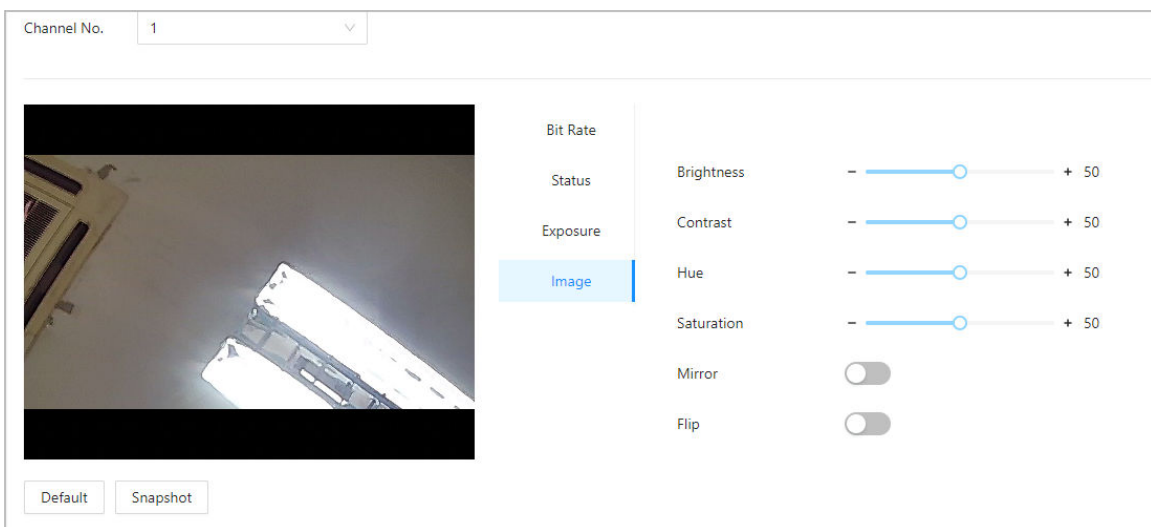 Channel No. 1
Bit Rate
Status
Exposure
Image
Brightness - + 50
Contrast - + 50
Hue - + 50
Saturation - + 50
Mirror
Flip
Default Snapshot